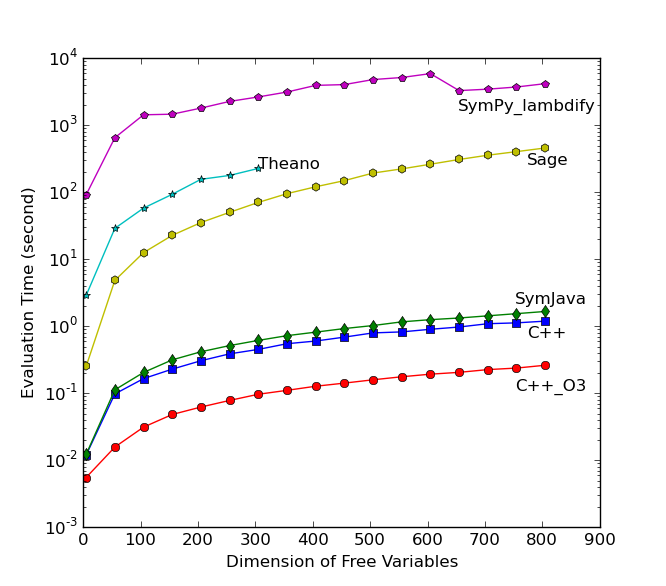 10^4
SymPy_lambdify
10^3
Theano
Sage
10^2
10^1
SymJava
10^0
C++
10^-1
C++_O3
10^-2
10^-3
Evaluation Time (second)
0 100 200 300 400 500 600 700 800 900
Dimension of Free Variables